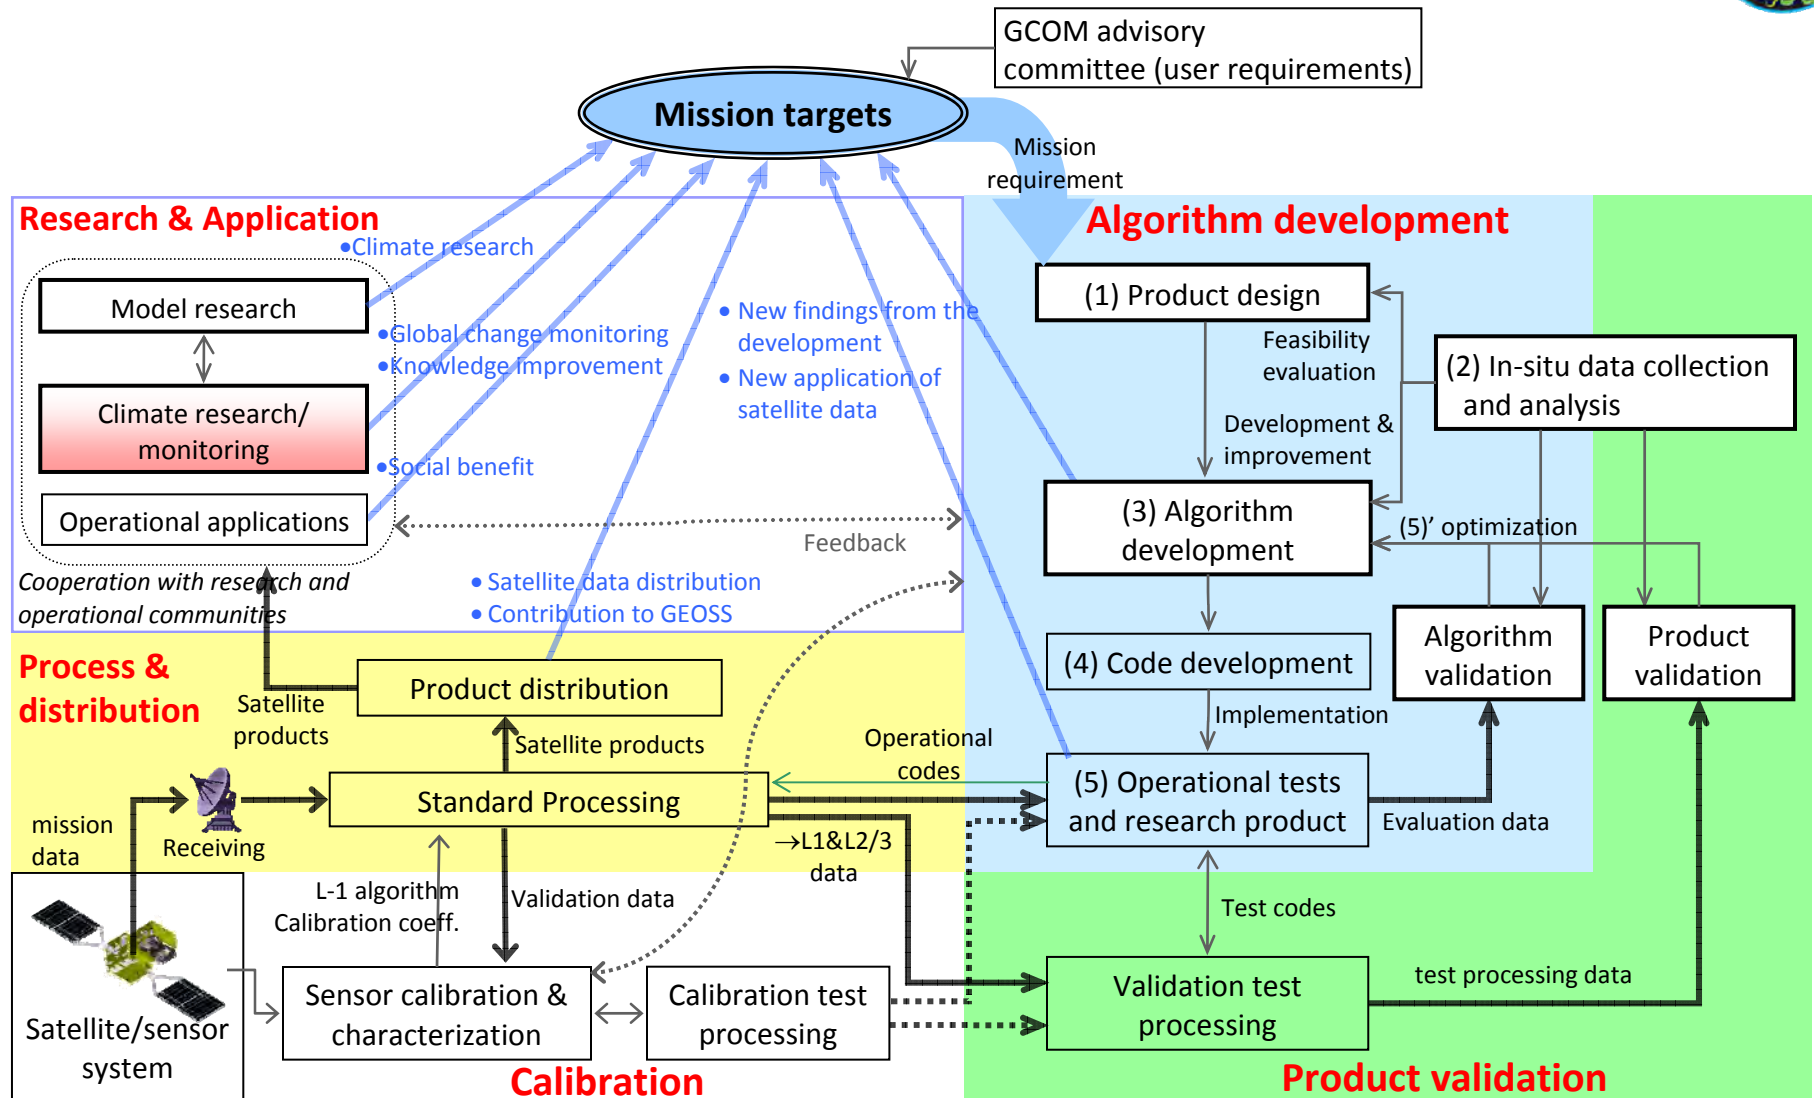 GCOM advisory
committee (user requirements)
Mission targets
Mission
requirement
Research & Application
•Climate research
Model research
•Global change monitoring
•Knowledge improvement
Climate research/
monitoring
•Social benefit
Operational applications
Cooperation with research and
operational communities
• New findings from the
development
• New application of
satellite data
Feedback
• Satellite data distribution
• Contribution to GEOSS
Algorithm development
(1) Product design
Feasibility
evaluation
(2) In-situ data collection
and analysis
Development &
improvement
(3) Algorithm
development
(5)’ optimization
Algorithm
validation
Product
validation
(4) Code development
Implementation
(5) Operational tests
and research product
Evaluation data
Process &
distribution
Product distribution
Satellite
products
Satellite products
Operational
codes
Standard Processing
mission
data
Receiving
→L1&L2/3
data
L-1 algorithm
Calibration coeff.
Validation data
Test codes
Satellite/sensor
system
Sensor calibration &
characterization
Calibration test
processing
Validation test
processing
test processing data
Calibration
Product validation